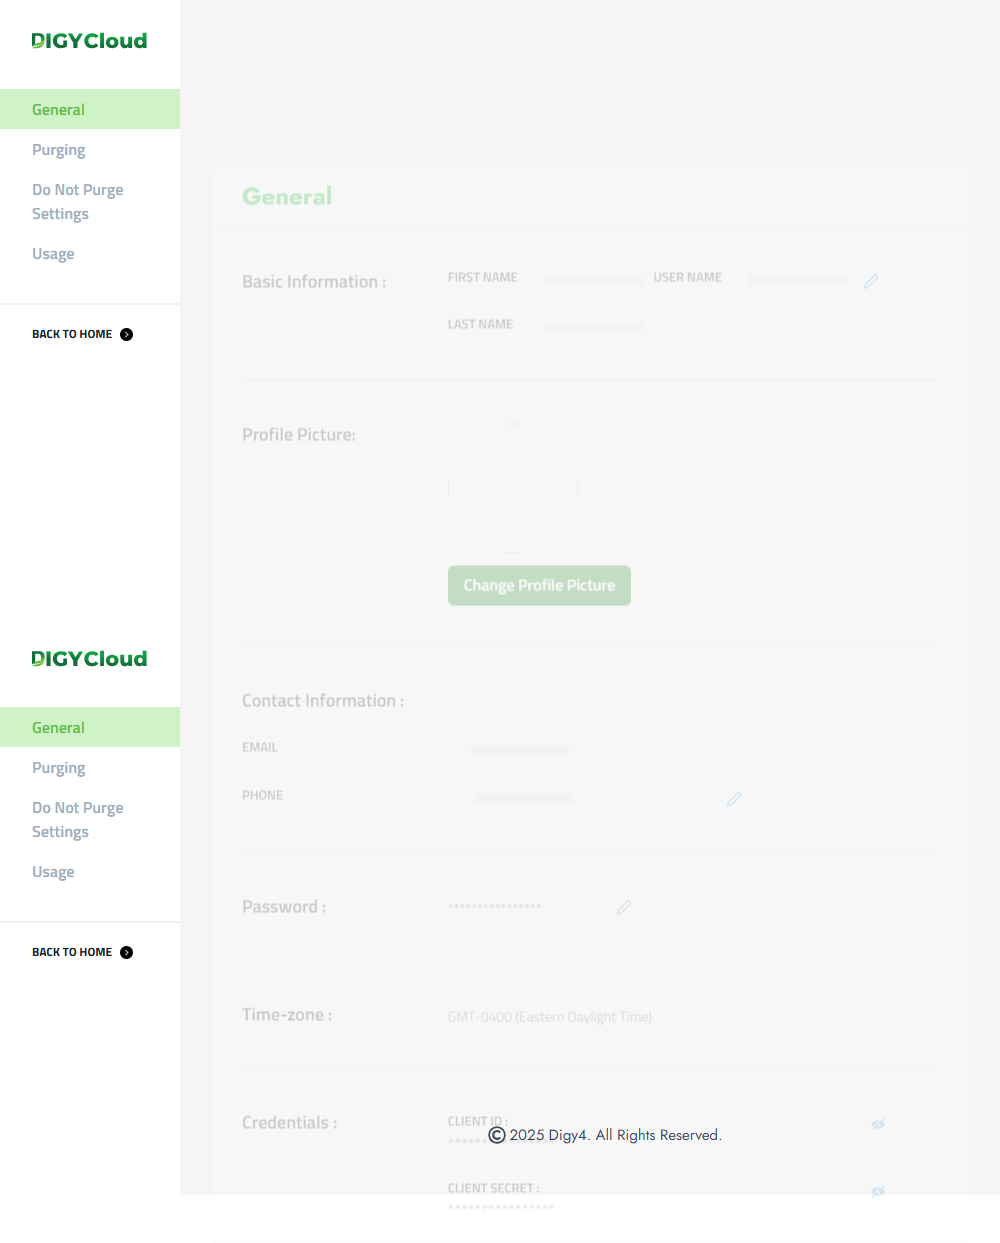 DIGYCloud
General
Purging
Do Not Purge
Settings
Usage
BACK TO HOME
General
Basic Information :
FIRST NAME
USER NAME
LAST NAME
Profile Picture:
Change Profile Picture
DIGYCloud
General
Purging
Do Not Purge
Settings
Usage
BACK TO HOME
Contact Information :
EMAIL
PHONE
Password :
****************
Time-zone :
GMT-0400 (Eastern Daylight Time)
Credentials :
CLIENT ID :
© 2025 Digy4. All Rights Reserved.
CLIENT SECRET :
****************